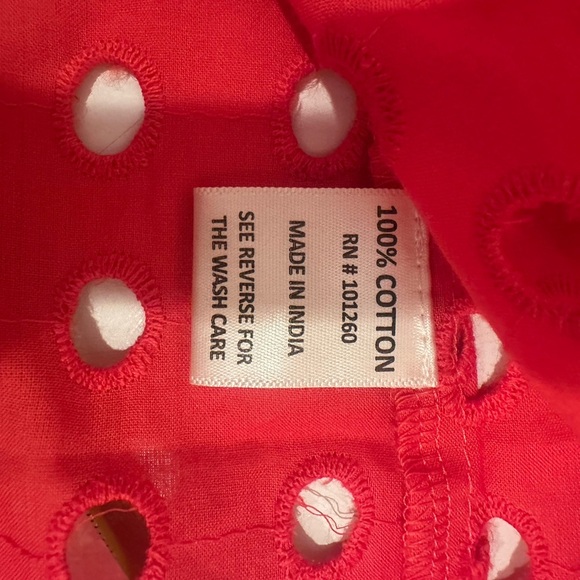 100% COTTON
RN # 101260
MADE IN INDIA
SEE REVERSE FOR
THE WASH CARE